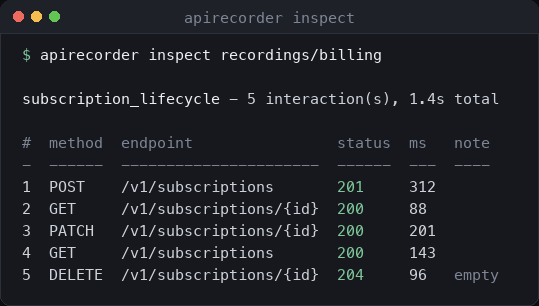 apirecorder inspect
$ apirecorder inspect recordings/billing
subscription_lifecycle – 5 interaction(s), 1.4s total
# method endpoint status ms note
– –––––– –––––––––––––––––––––– –––––– ––– ––––
1 POST /v1/subscriptions 201 312
2 GET /v1/subscriptions/{id} 200 88
3 PATCH /v1/subscriptions/{id} 200 201
4 GET /v1/subscriptions 200 143
5 DELETE /v1/subscriptions/{id} 204 96 empty